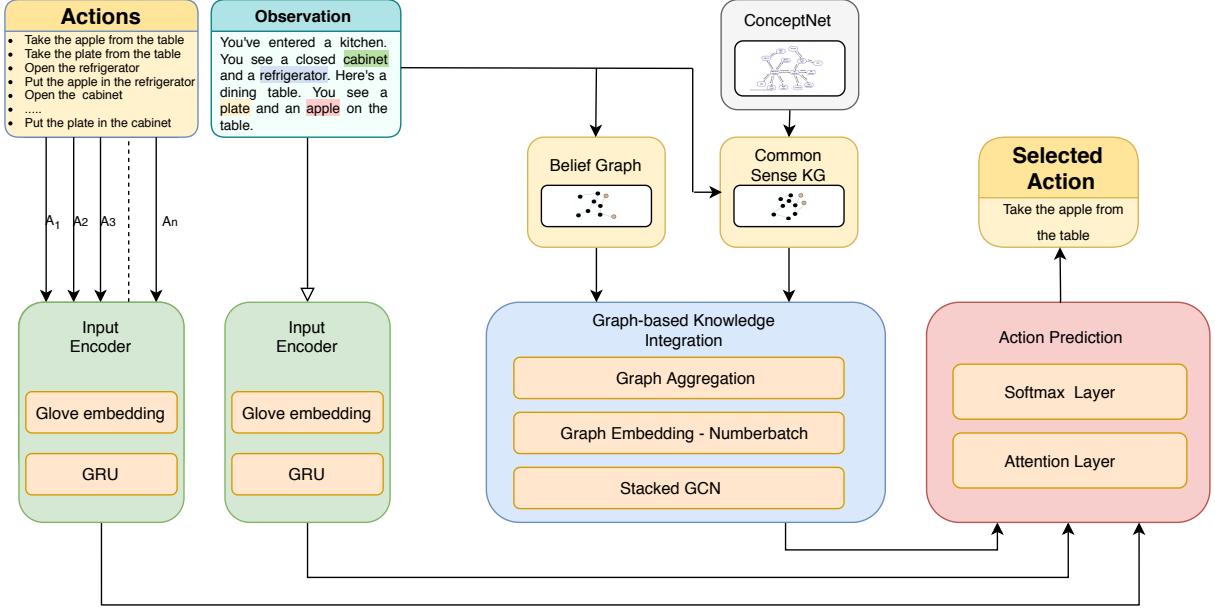 Actions
• Take the apple from the table
• Take the plate from the table
• Open the refrigerator
• Put the apple in the refrigerator
• Open the cabinet
• .....
• Put the plate in the cabinet
Observation
You've entered a kitchen.
You see a closed cabinet
and a refrigerator. Here's a
dining table. You see a
plate and an apple on the
table.
ConceptNet
Belief Graph
Common
Sense KG
Selected
Action
Take the apple from
the table
A1
A2
A3
An
Input
Encoder
Glove embedding
GRU
Input
Encoder
Glove embedding
GRU
Graph-based Knowledge
Integration
Graph Aggregation
Graph Embedding - Numberbatch
Stacked GCN
Action Prediction
Softmax Layer
Attention Layer